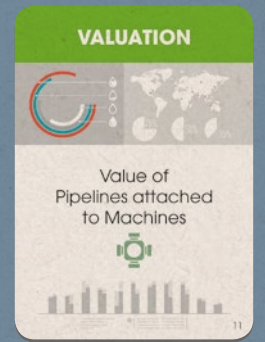 VALUATION
Value of
Pipelines attached
to Machines
11